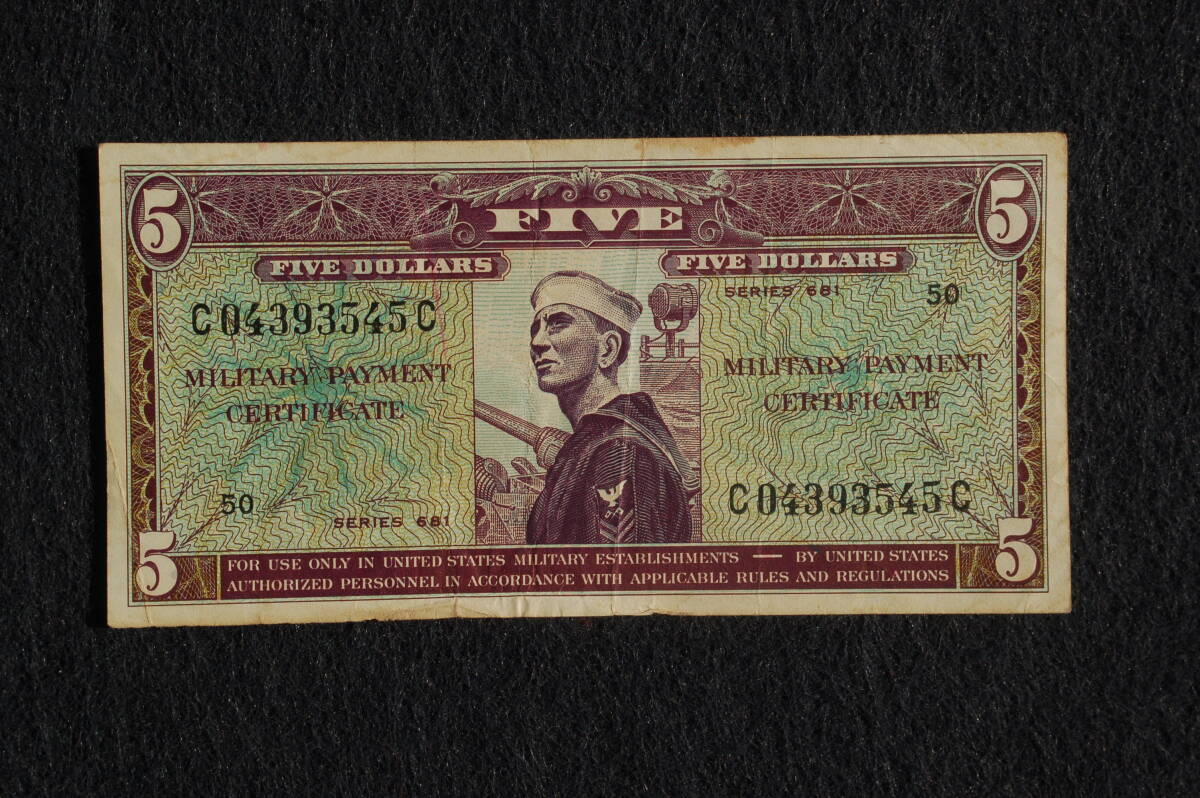 5 FIVE 5
FIVE DOLLARS FIVE DOLLARS
SERIES 681 50
C04393545C
MILITARY PAYMENT
CERTIFICATE
MILITARY PAYMENT
CERTIFICATE
50
SERIES 681
C04393545C
5 5
FOR USE ONLY IN UNITED STATES MILITARY ESTABLISHMENTS — BY UNITED STATES
AUTHORIZED PERSONNEL IN ACCORDANCE WITH APPLICABLE RULES AND REGULATIONS